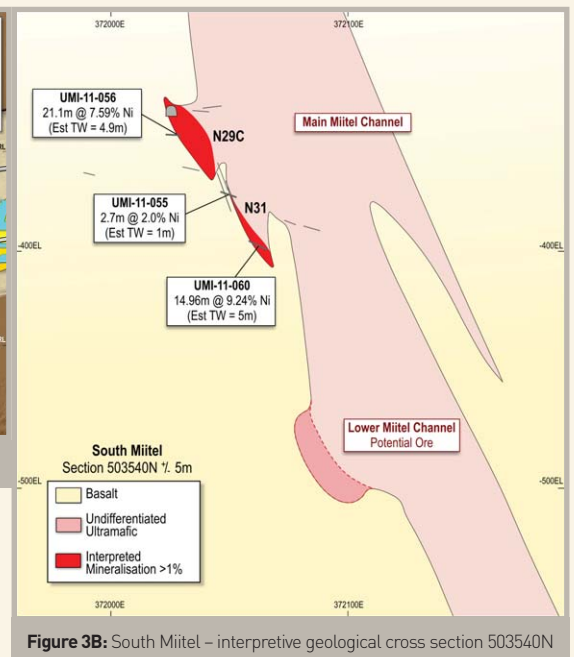 372000E
372100E
UMI-11-056
21.1m @ 7.59% Ni
(Est TW = 4.9m)
Main Miitel Channel
N29C
UMI-11-055
2.7m @ 2.0% Ni
(Est TW = 1m)
N31
-400EL
-400EL
UMI-11-060
14.96m @ 9.24% Ni
(Est TW = 5m)
Lower Miitel Channel
Potential Ore
South Miitel
Section 503540N +/- 5m
-500EL
-500EL
Basalt
Undifferentiated
Ultramafic
Interpreted
Mineralisation >1%
372000E
372100E
Figure 3B: South Miitel – interpretive geological cross section 503540N